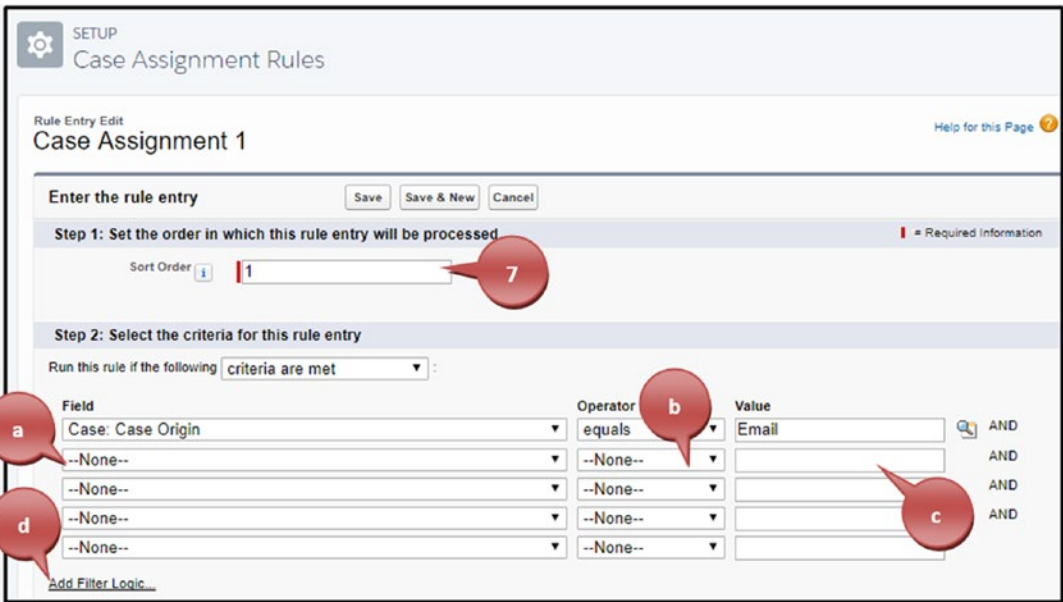 SETUP
Case Assignment Rules
Rule Entry Edit
Case Assignment 1
Help for this Page ?
Enter the rule entry Save Save & New Cancel
Step 1: Set the order in which this rule entry will be processed = Required Information
Sort Order i 1 7
Step 2: Select the criteria for this rule entry
Run this rule if the following criteria are met :
Field Operator b Value
a Case: Case Origin equals Email AND
--None-- --None-- AND
--None-- --None-- AND
d --None-- --None-- c AND
--None-- --None--
Add Filter Logic...